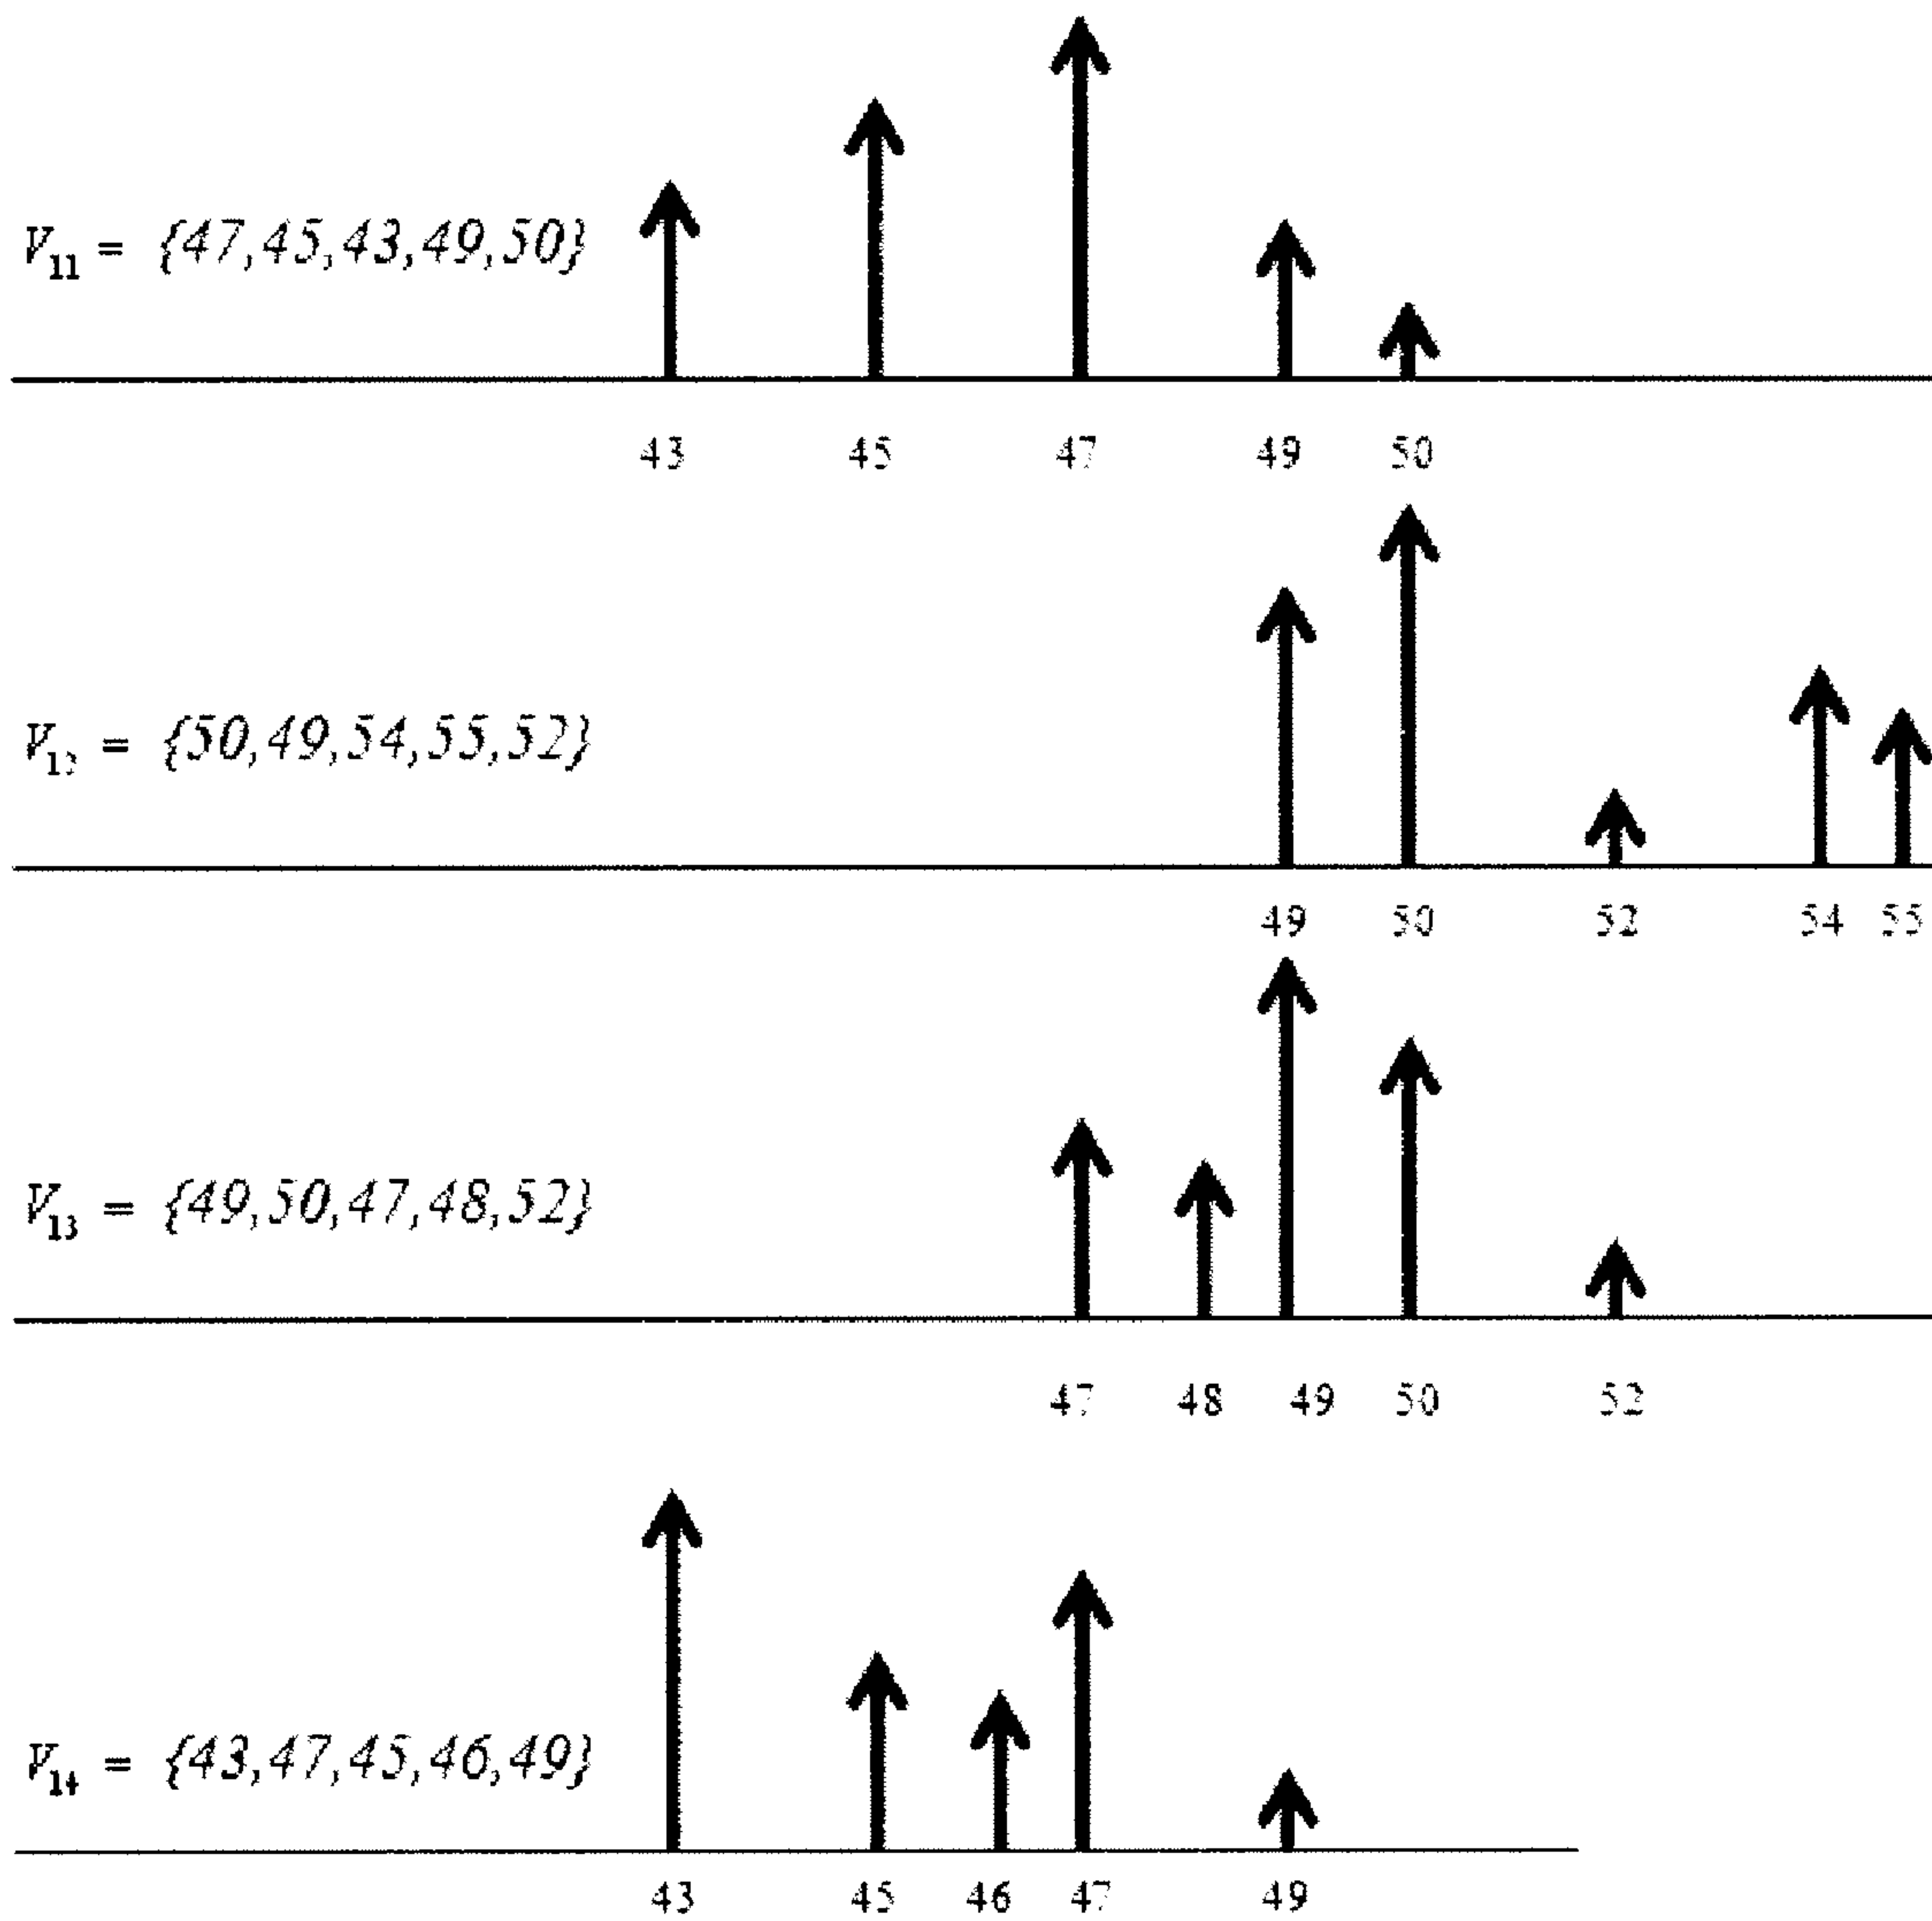 V11 = {47,45,43,49,50}
43 45 47 49 50
V12 = {50,49,54,55,52}
49 50 52 54 55
V13 = {49,50,47,48,52}
47 48 49 50 52
V14 = {43,47,45,46,49}
43 45 46 47 49